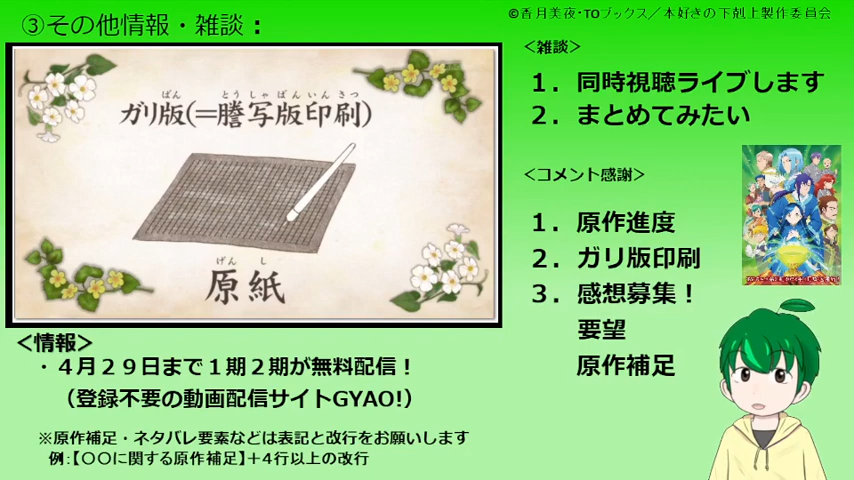 ©香月美夜・TOブックス／本好きの下剋上製作委員会
③その他情報・雑談：
ばん とうしゃばんいんさつ
ガリ版(＝謄写版印刷)
げん し
原紙
＜情報＞
・４月２９日まで１期２期が無料配信！
（登録不要の動画配信サイトGYAO!）
※原作補足・ネタバレ要素などは表記と改行をお願いします
例:【〇〇に関する原作補足】＋4行以上の改行
＜雑談＞
１．同時視聴ライブします
２．まとめてみたい
＜コメント感謝＞
１．原作進度
２．ガリ版印刷
３．感想募集！
要望
原作補足